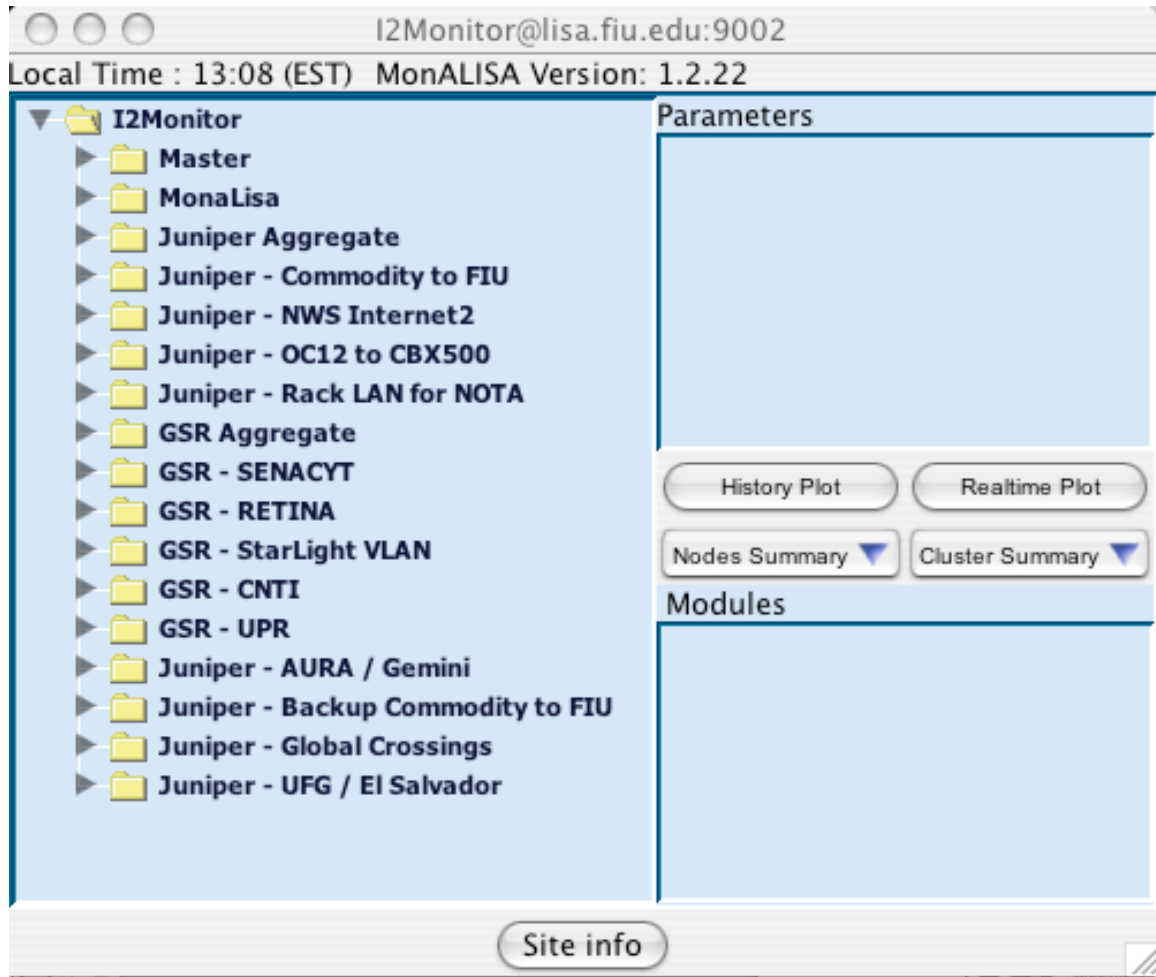 I2Monitor@lisa.fiu.edu:9002
Local Time : 13:08 (EST) MonALISA Version: 1.2.22
I2Monitor
Master
MonaLisa
Juniper Aggregate
Juniper - Commodity to FIU
Juniper - NWS Internet2
Juniper - OC12 to CBX500
Juniper - Rack LAN for NOTA
GSR Aggregate
GSR - SENACYT
GSR - RETINA
GSR - StarLight VLAN
GSR - CNTI
GSR - UPR
Juniper - AURA / Gemini
Juniper - Backup Commodity to FIU
Juniper - Global Crossings
Juniper - UFG / El Salvador
Parameters
History Plot Realtime Plot
Nodes Summary Cluster Summary
Modules
Site info